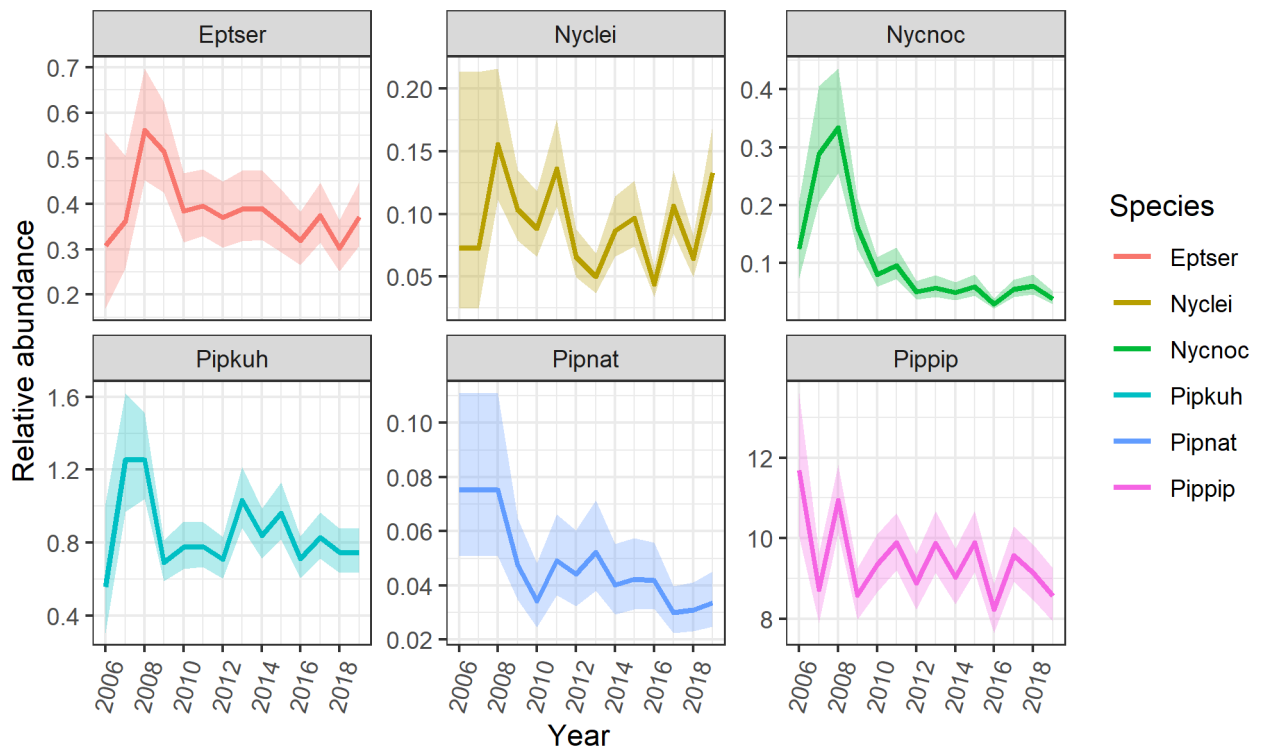 Eptser
Nyclei
Nycnoc
0.7
0.6
0.5
0.4
0.3
0.2
0.20
0.15
0.10
0.05
0.4
0.3
0.2
0.1
Relative abundance
Pipkuh
Pipnat
Pippip
1.6
1.2
0.8
0.4
0.10
0.08
0.06
0.04
0.02
12
10
8
2006 2008 2010 2012 2014 2016 2018
2006 2008 2010 2012 2014 2016 2018
2006 2008 2010 2012 2014 2016 2018
Year
Species
Eptser
Nyclei
Nycnoc
Pipkuh
Pipnat
Pippip